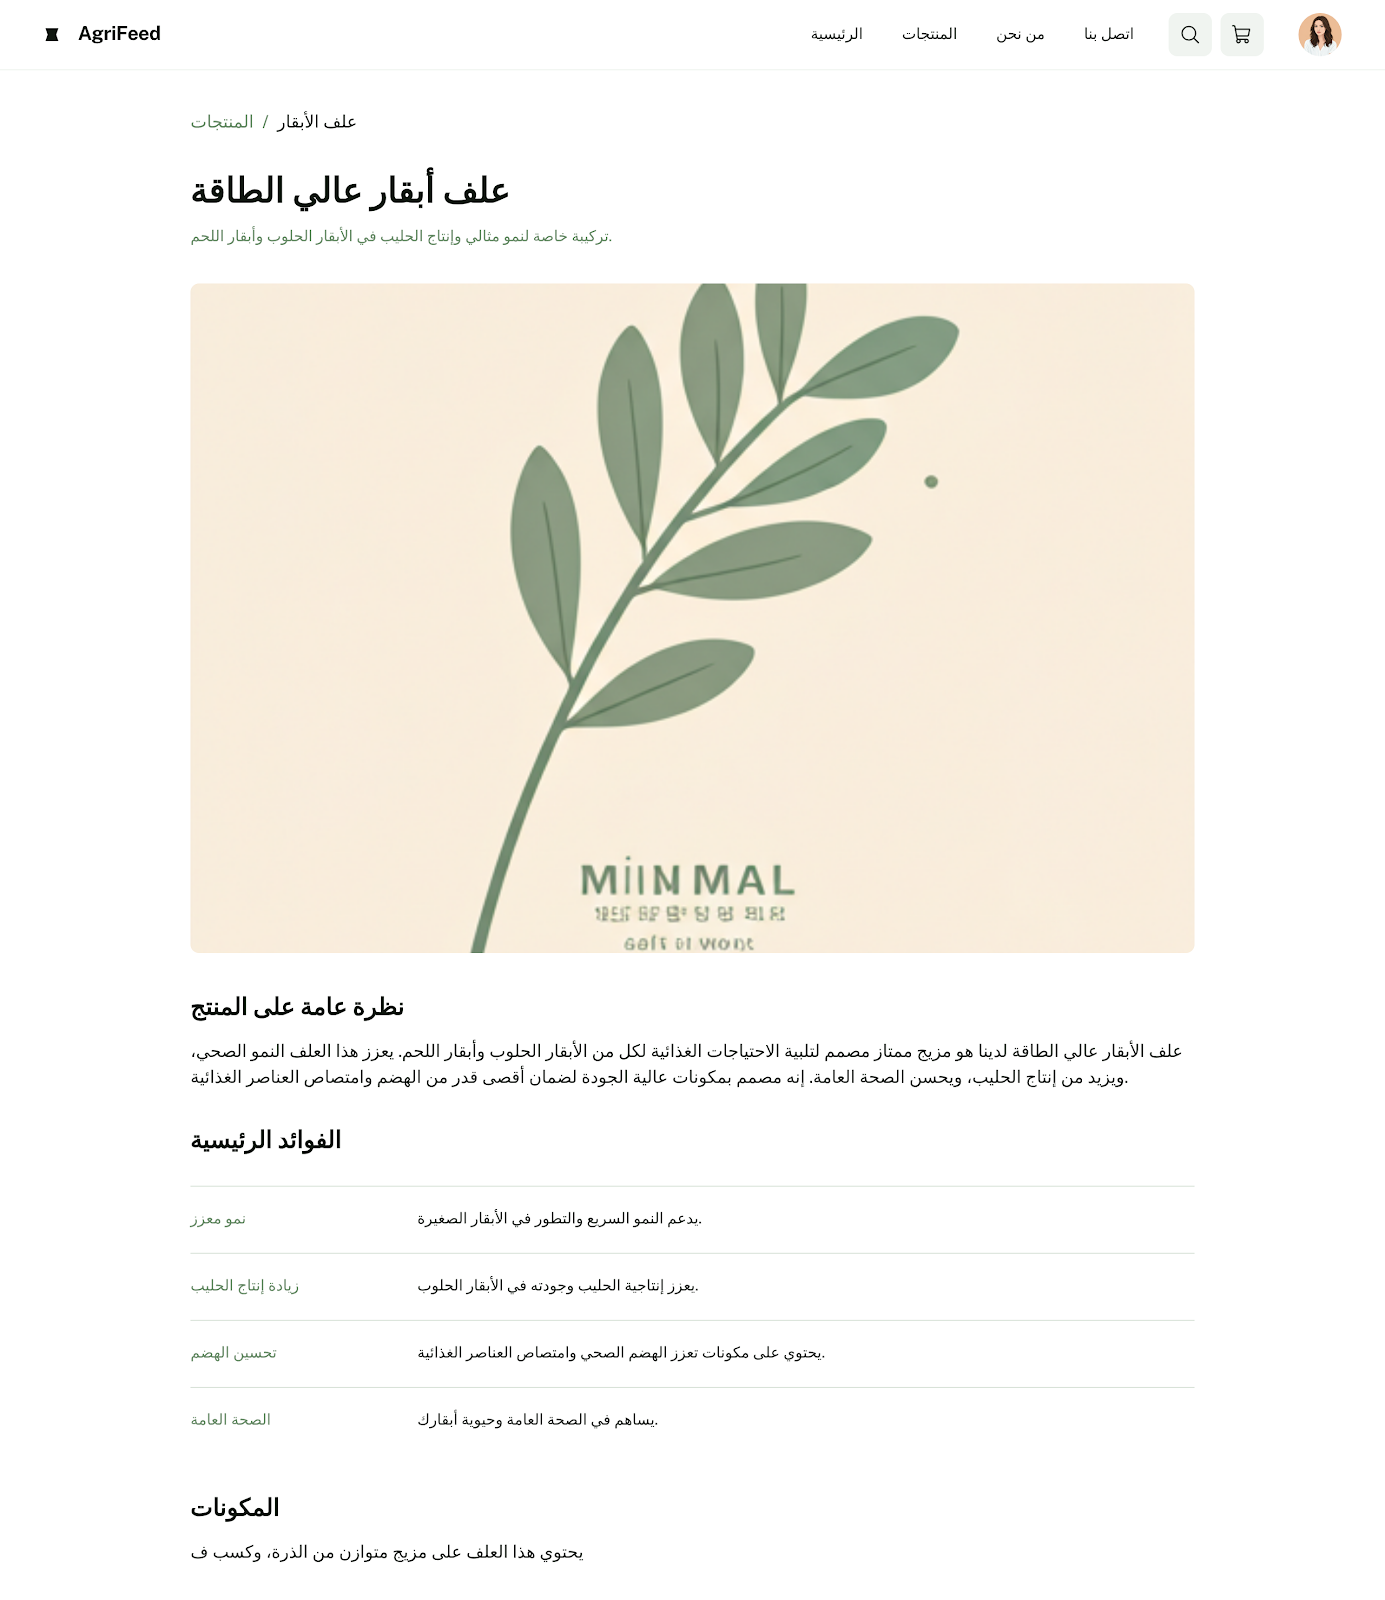 AgriFeed
الرئيسية
المنتجات
من نحن
اتصل بنا
المنتجات / علف الأبقار
علف أبقار عالي الطاقة
تركيبة خاصة لنمو مثالي وإنتاج الحليب في الأبقار الحلوب وأبقار اللحم.
MiiNMAL
نظرة عامة على المنتج
علف الأبقار عالي الطاقة لدينا هو مزيج ممتاز مصمم لتلبية الاحتياجات الغذائية لكل من الأبقار الحلوب وأبقار اللحم. يعزز هذا العلف النمو الصحي،
ويزيد من إنتاج الحليب، ويحسن الصحة العامة. إنه مصمم بمكونات عالية الجودة لضمان أقصى قدر من الهضم وامتصاص العناصر الغذائية.
الفوائد الرئيسية
نمو معزز
يدعم النمو السريع والتطور في الأبقار الصغيرة.
زيادة إنتاج الحليب
يعزز إنتاجية الحليب وجودته في الأبقار الحلوب.
تحسين الهضم
يحتوي على مكونات تعزز الهضم الصحي وامتصاص العناصر الغذائية.
الصحة العامة
يساهم في الصحة العامة وحيوية أبقارك.
المكونات
يحتوي هذا العلف على مزيج متوازن من الذرة، وكسب ف